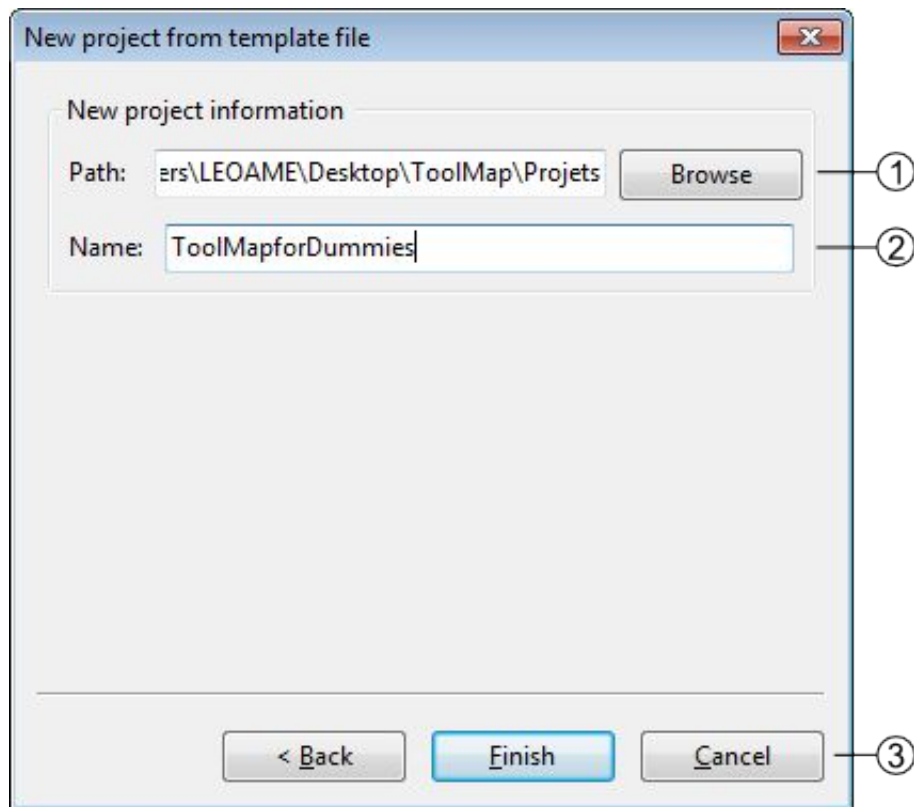 New project from template file
New project information
Path: ers\LEOAME\Desktop\ToolMap\Projets Browse 1
Name: ToolMapforDummies 2
< Back Finish Cancel 3